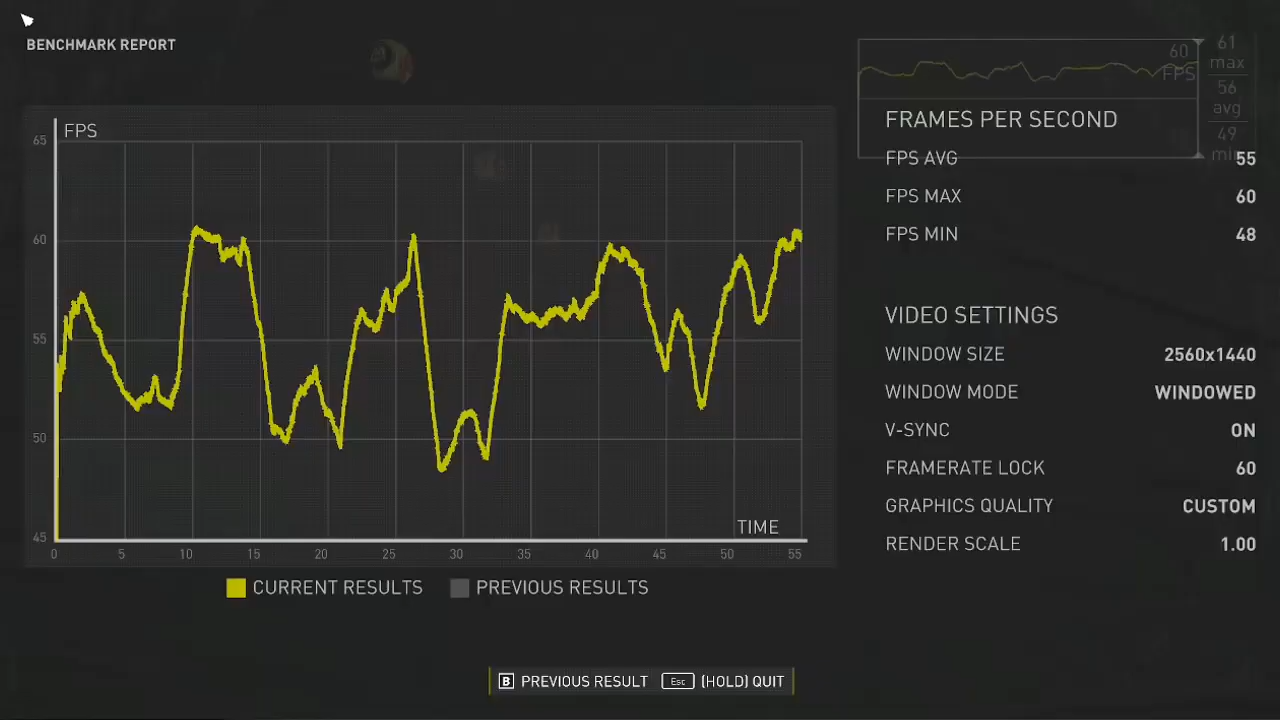 BENCHMARK REPORT
FPS
65
60
55
50
45
0 5 10 15 20 25 30 35 40 45 50 55
TIME
CURRENT RESULTS PREVIOUS RESULTS
60
FPS
61
max
56
avg
49
min
FRAMES PER SECOND
FPS AVG 55
FPS MAX 60
FPS MIN 48
VIDEO SETTINGS
WINDOW SIZE 2560x1440
WINDOW MODE WINDOWED
V-SYNC ON
FRAMERATE LOCK 60
GRAPHICS QUALITY CUSTOM
RENDER SCALE 1.00
B PREVIOUS RESULT Esc (HOLD) QUIT